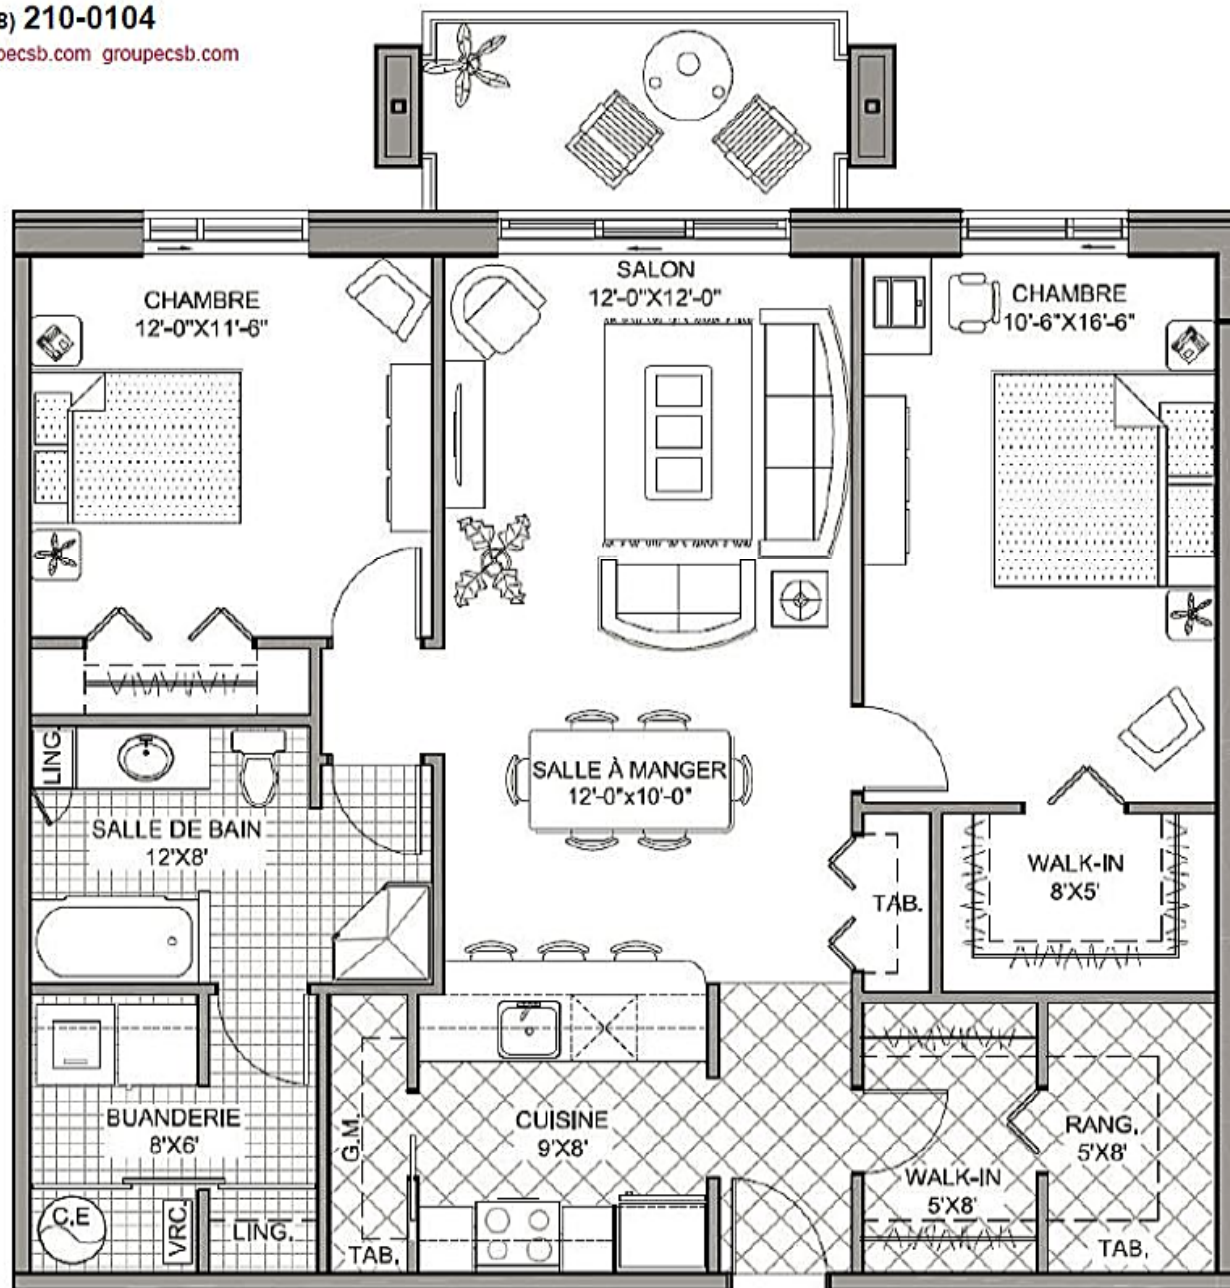 8) 210-0104
pecsb.com groupecsb.com
SALON
12'-0"X12'-0"
CHAMBRE
12'-0"X11'-6"
CHAMBRE
10'-6"X16'-6"
LING.
SALLE À MANGER
12'-0"x10'-0"
SALLE DE BAIN
12'X8'
WALK-IN
8'X5'
TAB.
BUANDERIE
8'X6'
G.M.
CUISINE
9'X8'
RANG.
5'X8'
WALK-IN
5'X8'
C.E
VRC.
LING.
TAB.
TAB.